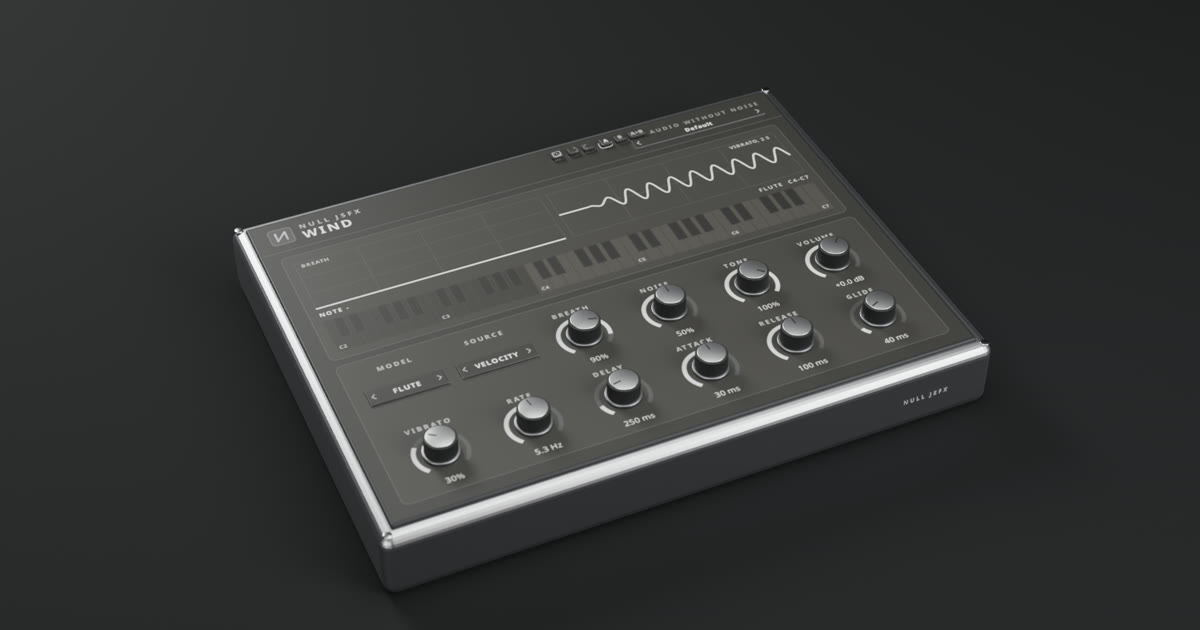 NULL JSFX
WIND
AUDIO WITHOUT NOISE
Default
BREATH
VIBRATO,
FLUTE C4-C7
NOTE -
C2
C3
C4
C5
C6
C7
MODEL
FLUTE
SOURCE
VELOCITY
BREATH
90%
NOISE
50%
TONE
100%
VOLUME
+0.0 dB
VIBRATO
30%
RATE
5.3 Hz
DELAY
250 ms
ATTACK
30 ms
RELEASE
100 ms
GLIDE
40 ms
NULL JSFX